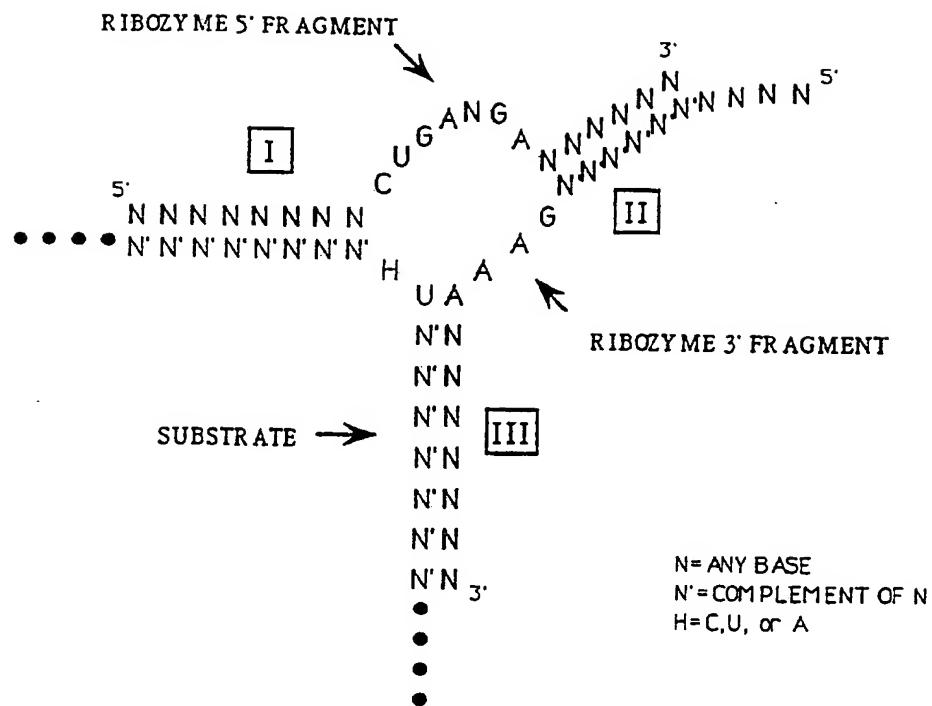 RIBOZYME 5' FRAGMENT
3'
5'
C U G A N G A N N N N N N
N N' N' N' N' N' N N N N
I
II
5'
N N N N N N N N
N' N' N' N' N' N' N' N'
H
U A A A G
RIBOZYME 3' FRAGMENT
N' N
N' N
N' N
SUBSTRATE
III
N' N
N' N
N' N
N' N 3'
N = ANY BASE
N' = COMPLEMENT OF N
H = C, U, or A